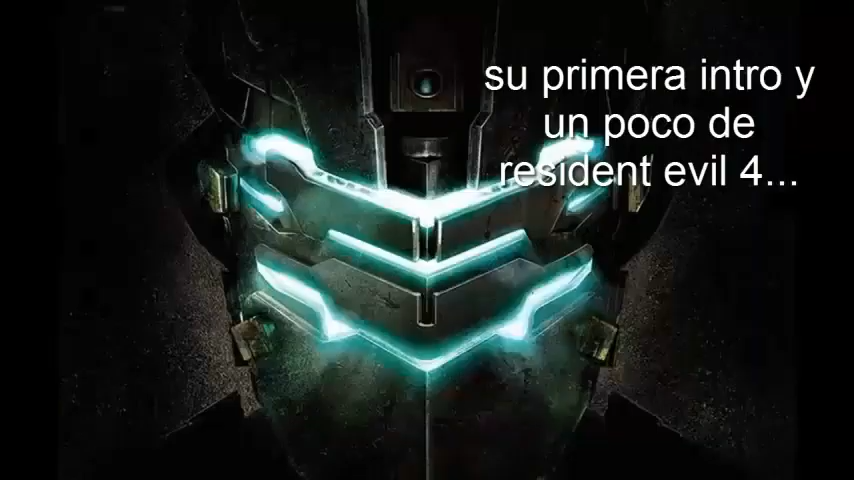 su primera intro y
un poco de
resident evil 4...